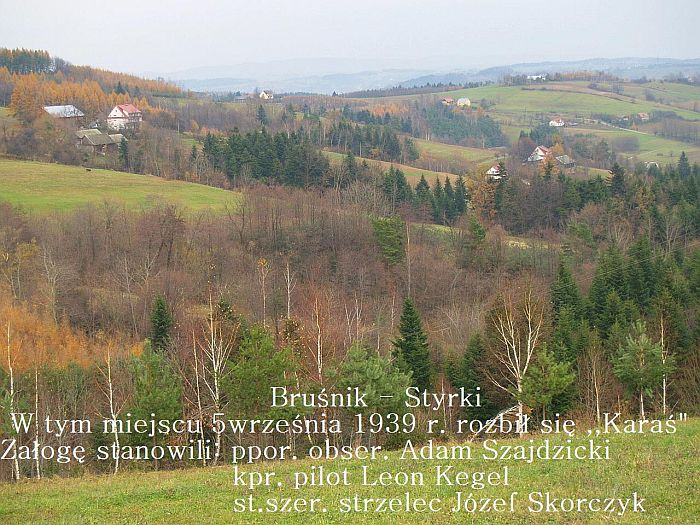 Bruśnik - Styrki
W tym miejscu 5września 1939 r. rozbił się ,,Karaś"
Załogę stanowili: ppor. obser. Adam Szajdzicki
kpr, pilot Leon Kegel
st.szer. strzelec Józef Skorczyk